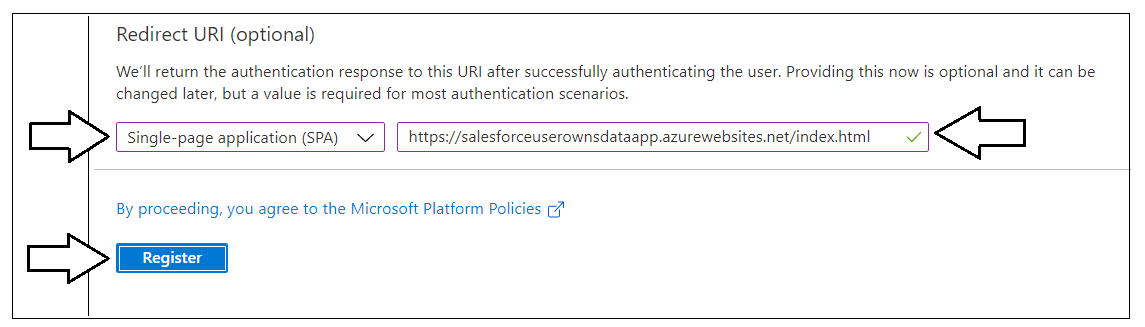 Redirect URI (optional)
We'll return the authentication response to this URI after successfully authenticating the user. Providing this now is optional and it can be
changed later, but a value is required for most authentication scenarios.
Single-page application (SPA) https://salesforceuserownsdataapp.azurewebsites.net/index.html
By proceeding, you agree to the Microsoft Platform Policies
Register